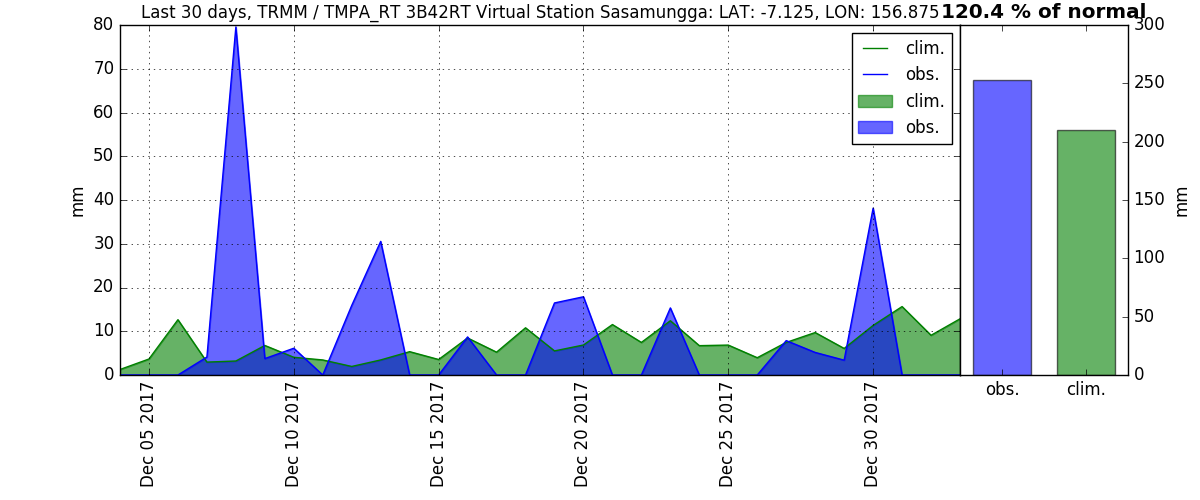 Last 30 days, TRMM / TMPA_RT 3B42RT Virtual Station Sasamungga: LAT: -7.125, LON: 156.875
120.4 % of normal
80
70
60
50
40
30
20
10
0
mm
clim.
obs.
clim.
obs.
Dec 05 2017
Dec 10 2017
Dec 15 2017
Dec 20 2017
Dec 25 2017
Dec 30 2017
300
250
200
150
100
50
0
mm
obs.
clim.